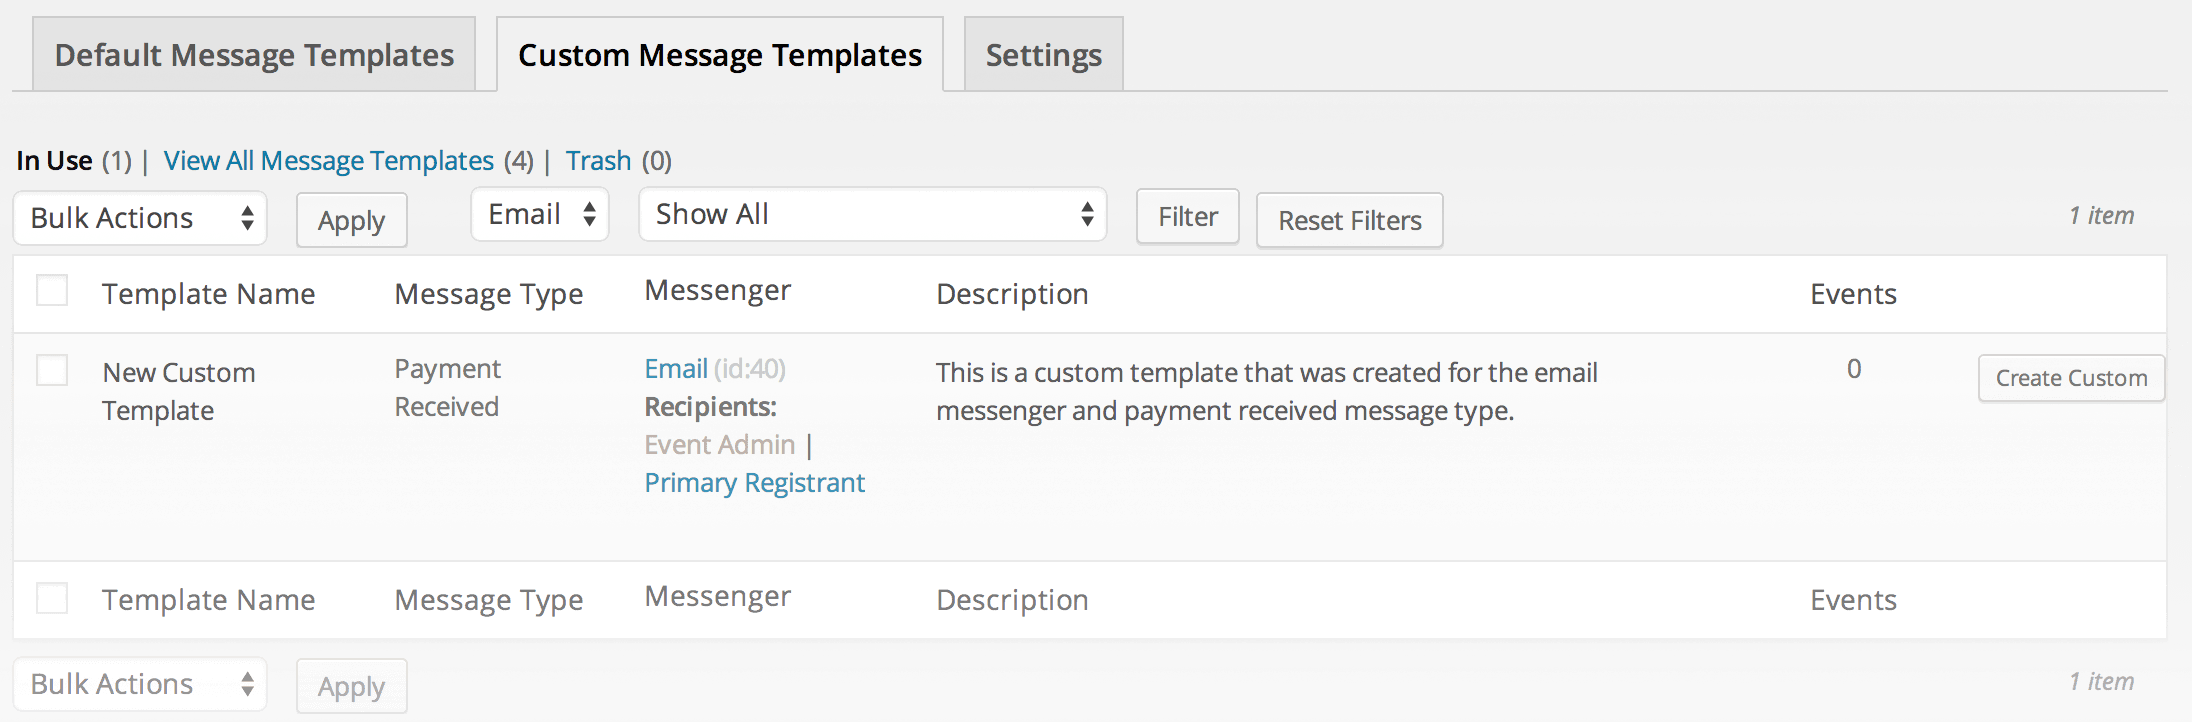 Default Message Templates
Custom Message Templates
Settings
In Use (1) | View All Message Templates (4) | Trash (0)
Bulk Actions Apply Email Show All Filter Reset Filters 1 item
Template Name Message Type Messenger Description Events
New Custom
Template
Payment
Received
Email (id:40)
Recipients:
Event Admin |
Primary Registrant
This is a custom template that was created for the email
messenger and payment received message type.
0
Create Custom
Template Name Message Type Messenger Description Events
Bulk Actions Apply 1 item